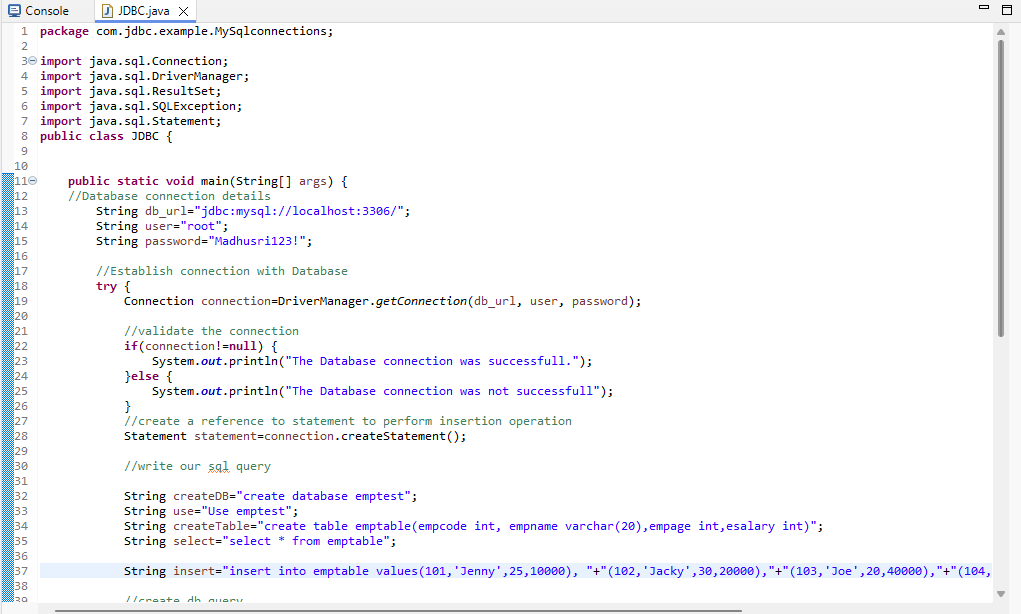 Console JDBC.java
1 package com.jdbc.example.MySqlconnections;
2
3 import java.sql.Connection;
4 import java.sql.DriverManager;
5 import java.sql.ResultSet;
6 import java.sql.SQLException;
7 import java.sql.Statement;
8 public class JDBC {
9
10
11 public static void main(String[] args) {
12 //Database connection details
13 String db_url="jdbc:mysql://localhost:3306/";
14 String user="root";
15 String password="Madhusri123!";
16
17 //Establish connection with Database
18 try {
19 Connection connection=DriverManager.getConnection(db_url, user, password);
20
21 //validate the connection
22 if(connection!=null) {
23 System.out.println("The Database connection was successfull.");
24 }else {
25 System.out.println("The Database connection was not successfull");
26 }
27 //create a reference to statement to perform insertion operation
28 Statement statement=connection.createStatement();
29
30 //write our sql query
31
32 String createDB="create database emptest";
33 String use="Use emptest";
34 String createTable="create table emptable(empcode int, empname varchar(20),empage int,esalary int)";
35 String select="select * from emptable";
36
37 String insert="insert into emptable values(101,'Jenny',25,10000), "+"(102,'Jacky',30,20000),"+"(103,'Joe',20,40000),"+"(104,
38
39 //create db query